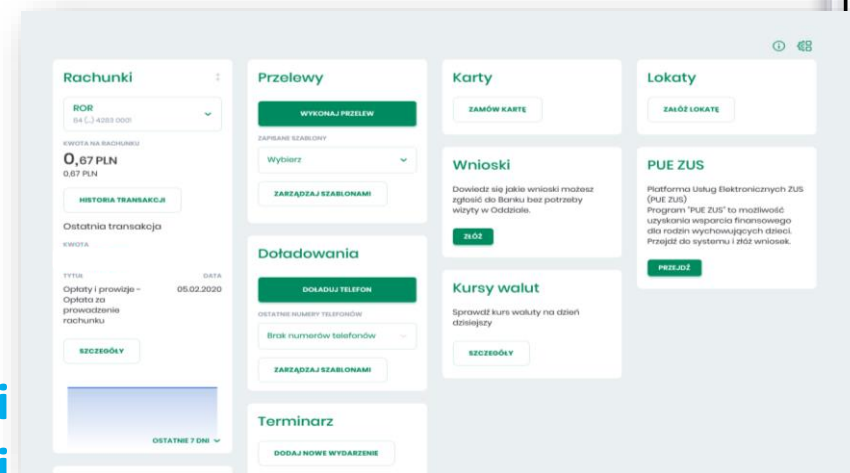 Rachunki
ROR
KWOTA NA RACHUNKU
0,67 PLN
0,67 PLN
HISTORIA TRANSAKCJI
Ostatnia transakcja
KWOTA
TYTUŁ DATA
Opłaty i prowizje - 05.02.2020
Opłata za
prowadzenie
rachunku
SZCZEGÓŁY
OSTATNIE 7 DNI
Przelewy
WYKONAJ PRZELEW
ZAPISANE SZABLONY
Wybierz
ZARZĄDZAJ SZABLONAMI
Doładowania
DOŁADUJ TELEFON
OSTATNIE NUMERY TELEFONÓW
Brak numerów telefonów
ZARZĄDZAJ SZABLONAMI
Terminarz
DODAJ NOWE WYDARZENIE
Karty
ZAMÓW KARTĘ
Wnioski
Dowiedz się jakie wnioski możesz
zgłosić do Banku bez potrzeby
wizyty w Oddziale.
ZŁÓŻ
Kursy walut
Sprawdź kurs waluty na dzień
dzisiejszy
SZCZEGÓŁY
Lokaty
ZAŁÓŻ LOKATĘ
PUE ZUS
Platforma Usług Elektronicznych ZUS
(PUE ZUS)
Program "PUE ZUS" to możliwość
uzyskania wsparcia finansowego
dla rodzin wychowujących dzieci.
Przejdź do systemu i złóż wniosek.
PRZEJDŹ
i
i